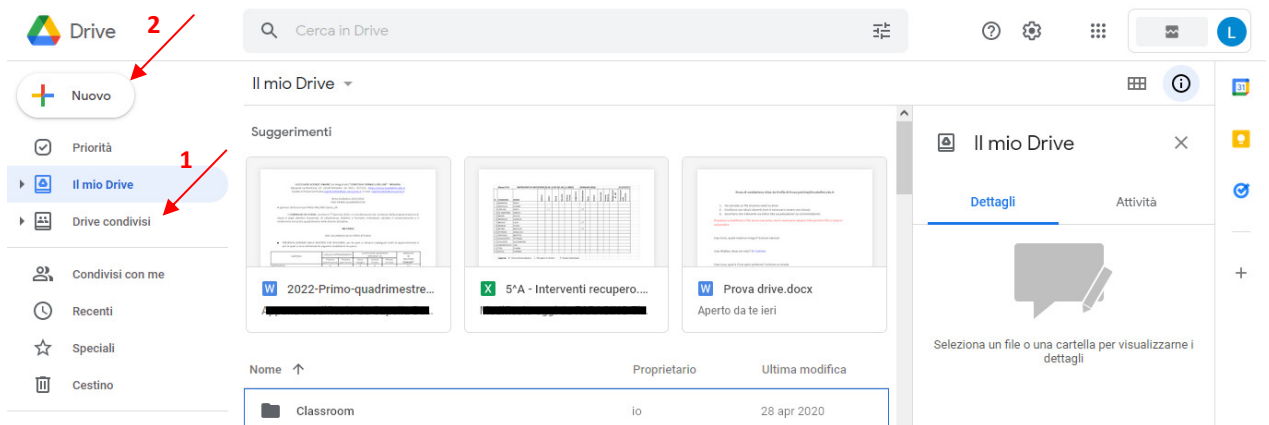 Drive
2
Cerca in Drive
L
Nuovo
Il mio Drive
31
Priorità
1
Il mio Drive
Drive condivisi
Condivisi con me
Recenti
Speciali
Cestino
Suggerimenti
W 2022-Primo-quadrimestre...
X 5^A - Interventi recupero....
W Prova drive.docx
Aperto da te ieri
Nome
Proprietario
Ultima modifica
Classroom
io
28 apr 2020
Il mio Drive
Dettagli
Attività
Seleziona un file o una cartella per visualizzarne i
dettagli